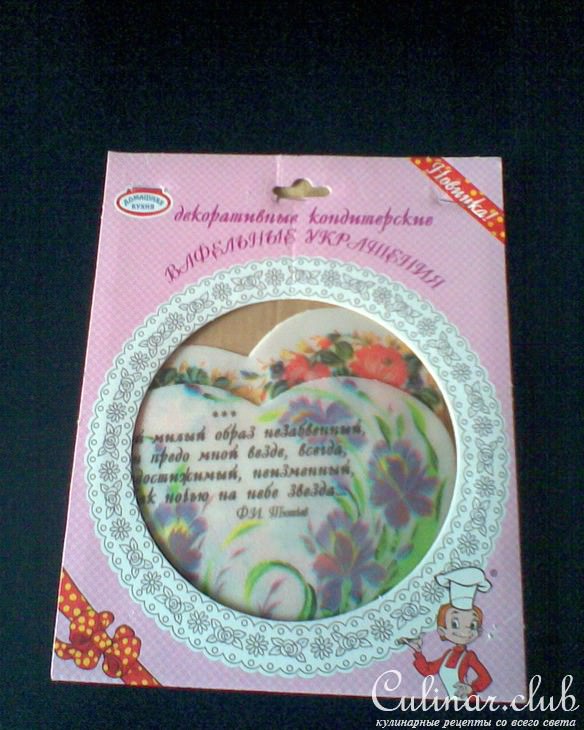 Новинка!
ДОМАШНЯЯ
КУХНЯ
декоративные кондитерские
ВАФЕЛЬНЫЕ УКРАШЕНИЯ
***
й милый образ незабвенный,
предо мной везде, всегда,
достижимый, неизменный,
ак ночью на небе звезда...
Ф.И. Тютчев
®
Culinar.club
кулинарные рецепты со всего света